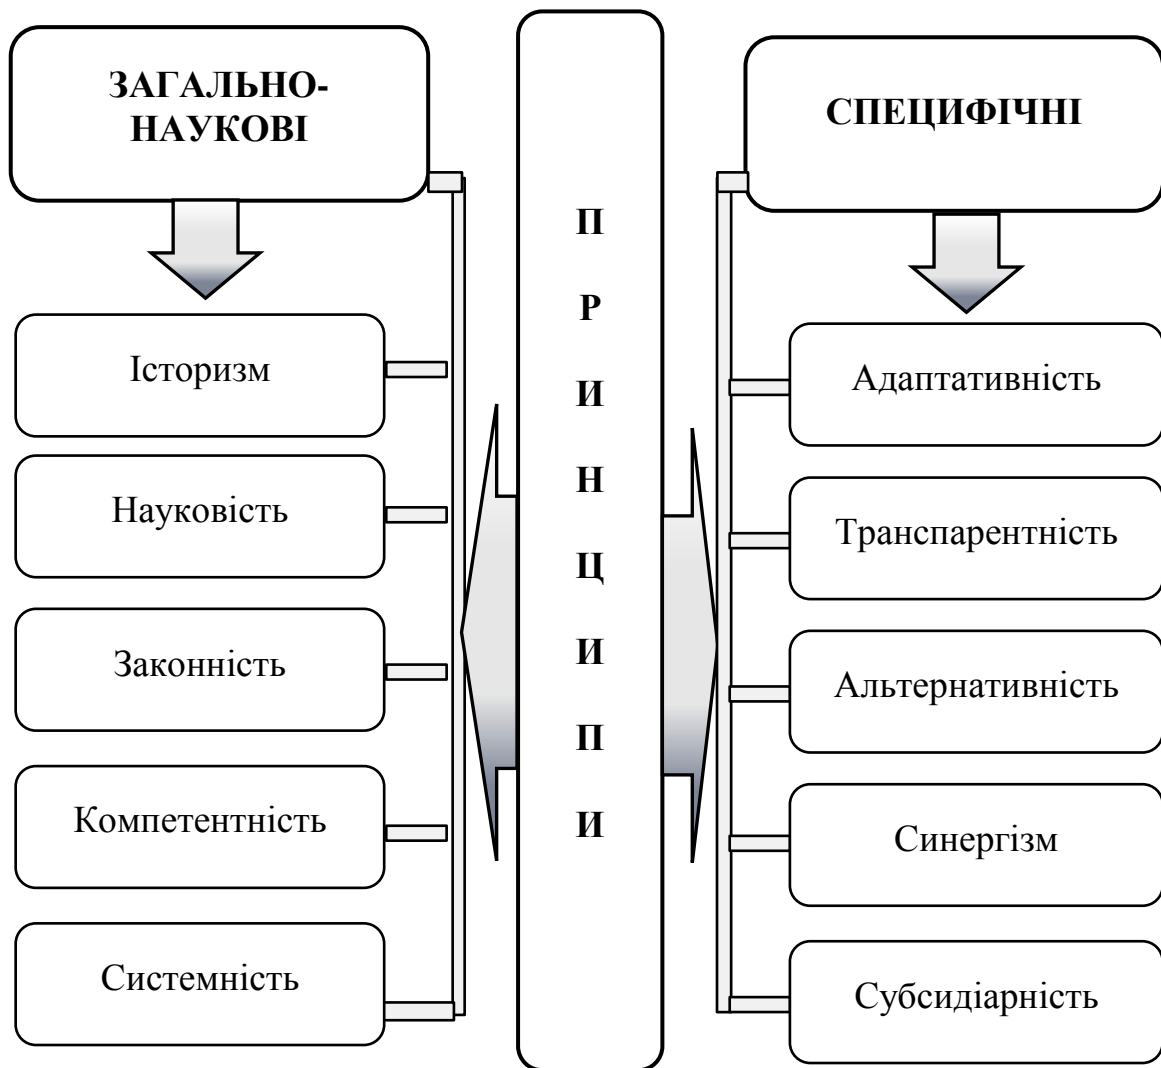 ЗАГАЛЬНО-
НАУКОВІ
Історизм
Науковість
Законність
Компетентність
Системність
П
Р
И
Н
Ц
И
П
И
СПЕЦИФІЧНІ
Адаптативність
Транспарентність
Альтернативність
Синергізм
Субсидіарність